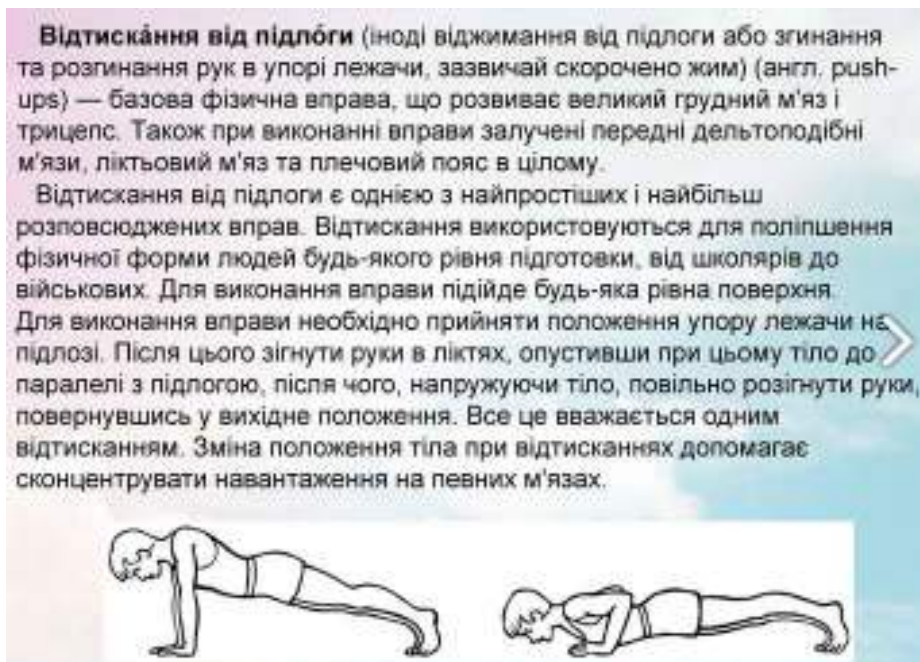 Відтиска́ння від підло́ги (іноді віджимання від підлоги або згинання
та розгинання рук в упорі лежачи, зазвичай скорочено жим) (англ. push-
ups) — базова фізична вправа, що розвиває великий грудний м'яз і
трицепс. Також при виконанні вправи залучені передні дельтоподібні
м'язи, ліктьовий м'яз та плечовий пояс в цілому.
Відтискання від підлоги є однією з найпростіших і найбільш
розповсюджених вправ. Відтискання використовуються для поліпшення
фізичної форми людей будь-якого рівня підготовки, від школярів до
військових. Для виконання вправи підійде будь-яка рівна поверхня.
Для виконання вправи необхідно прийняти положення упору лежачи на
підлозі. Після цього зігнути руки в ліктях, опустивши при цьому тіло до
паралелі з підлогою, після чого, напружуючи тіло, повільно розігнути руки,
повернувшись у вихідне положення. Все це вважається одним
відтисканням. Зміна положення тіла при відтисканнях допомагає
сконцентрувати навантаження на певних м'язах.